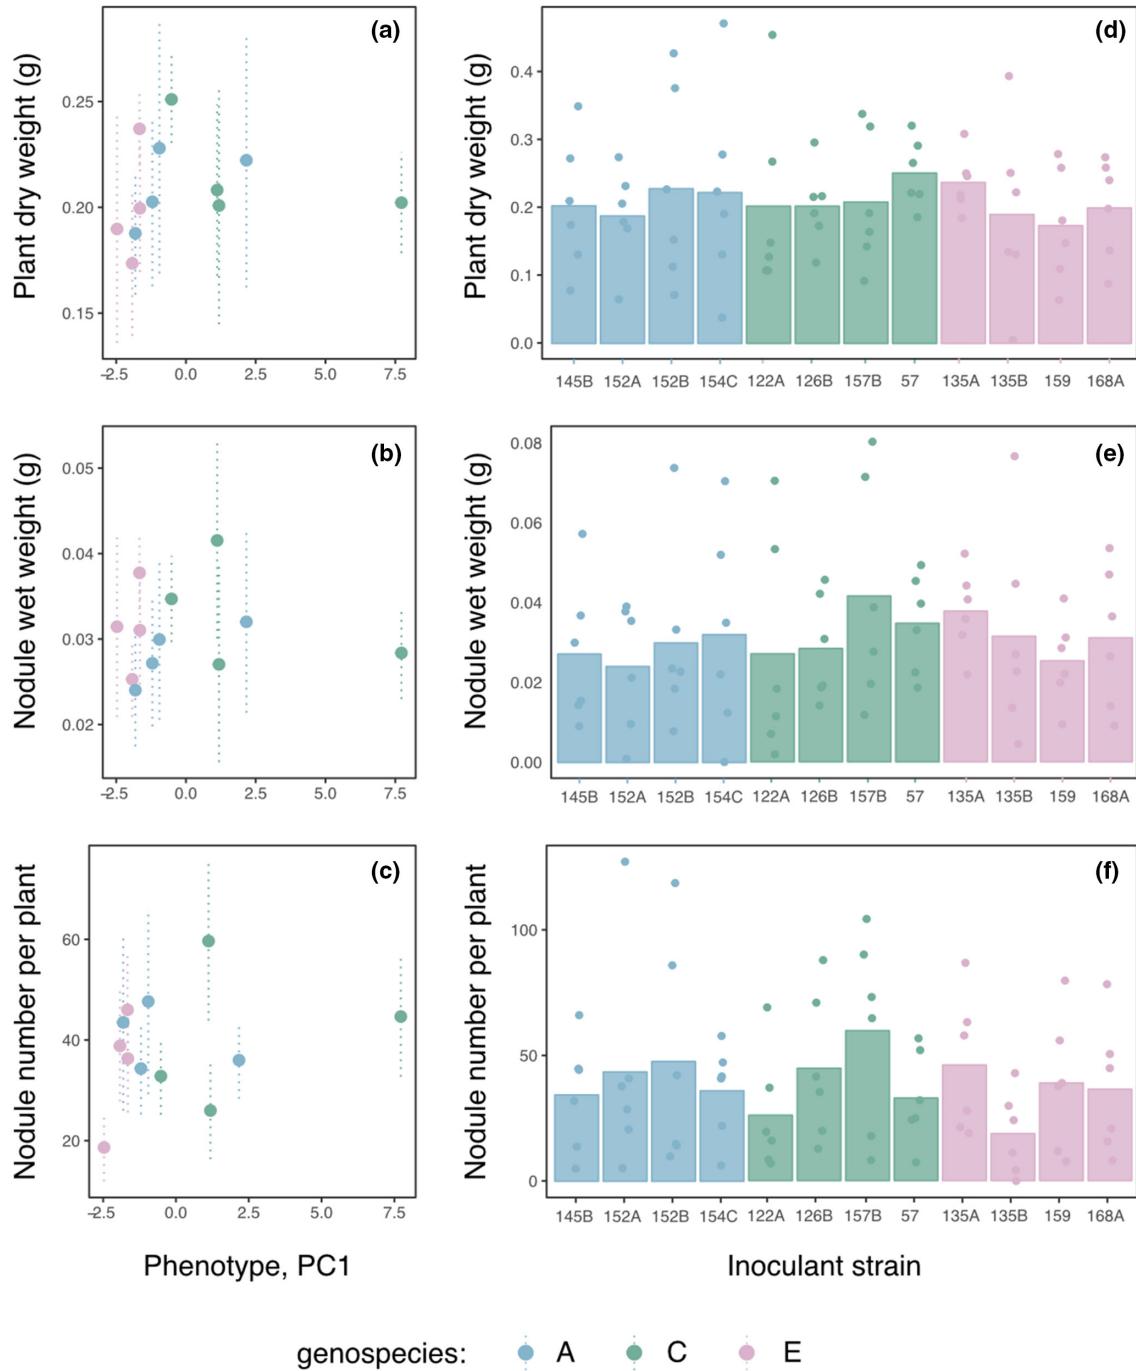 (a)
Plant dry weight (g)
0.25
0.20
0.15
−2.5 0.0 2.5 5.0 7.5
(d)
Plant dry weight (g)
0.4
0.3
0.2
0.1
0.0
145B 152A 152B 154C 122A 126B 157B 57 135A 135B 159 168A
(b)
Nodule wet weight (g)
0.05
0.04
0.03
0.02
−2.5 0.0 2.5 5.0 7.5
(e)
Nodule wet weight (g)
0.08
0.06
0.04
0.02
0.00
145B 152A 152B 154C 122A 126B 157B 57 135A 135B 159 168A
(c)
Nodule number per plant
60
40
20
−2.5 0.0 2.5 5.0 7.5
Phenotype, PC1
(f)
Nodule number per plant
100
50
0
145B 152A 152B 154C 122A 126B 157B 57 135A 135B 159 168A
Inoculant strain
genospecies: A C E